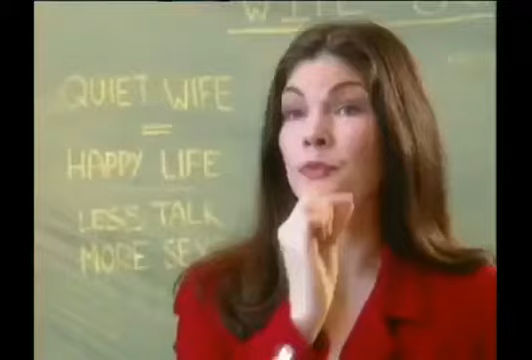 QUIET WIFE
=
HAPPY LIFE
LESS TALK
MORE SEX